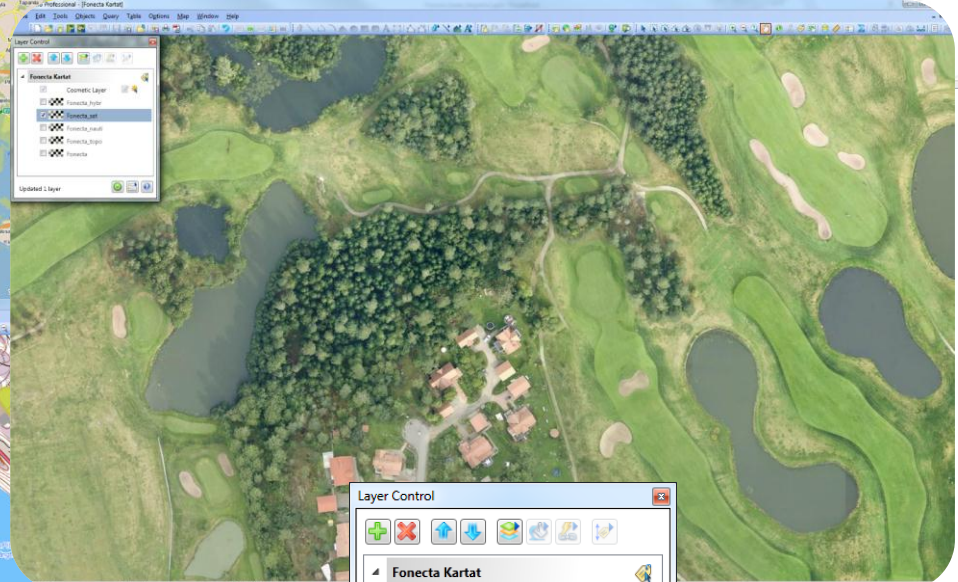 Professional - [Fonecta Kartat]
Edit Tools Objects Query Table Options Map Window Help
Layer Control
Fonecta Kartat
Cosmetic Layer
Fonecta_hybr
Fonecta_sat
Fonecta_nauti
Fonecta_topo
Fonecta
Updated 1 layer
Layer Control
Fonecta Kartat